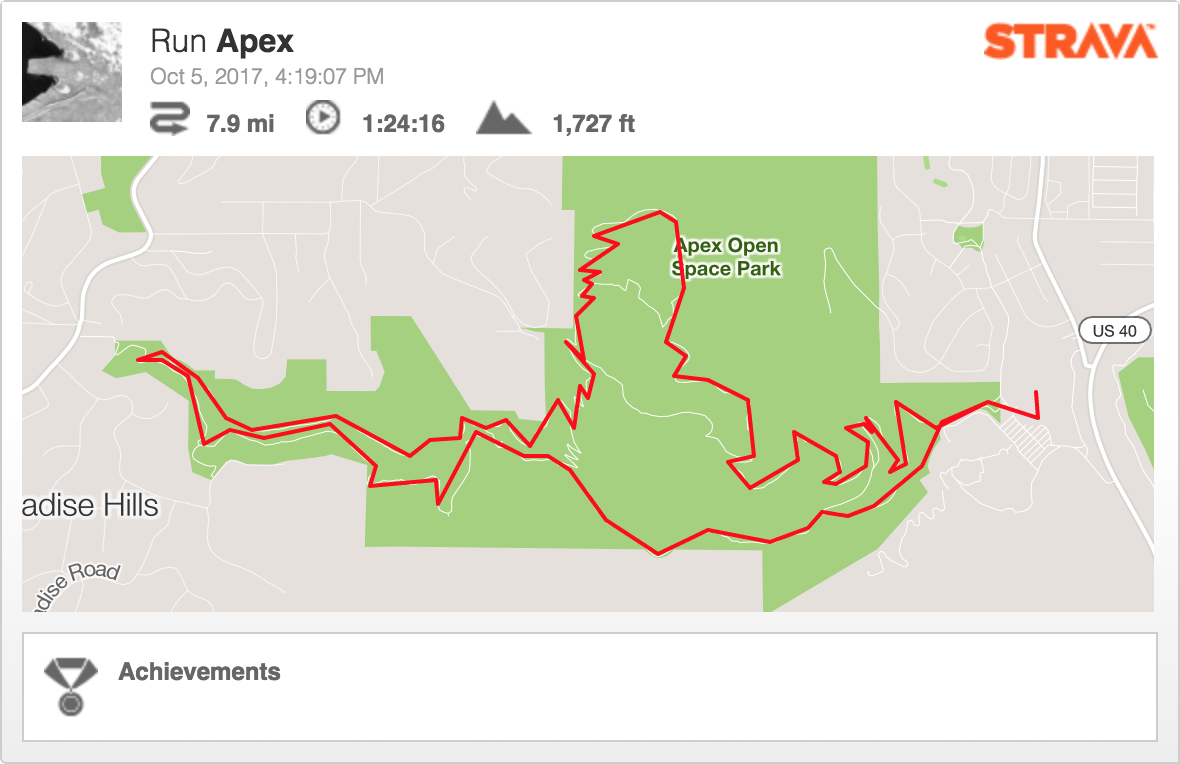 Run Apex
STRAVA
Oct 5, 2017, 4:19:07 PM
7.9 mi 1:24:16 1,727 ft
Apex Open
Space Park
US 40
adise Hills
adise Road
Achievements